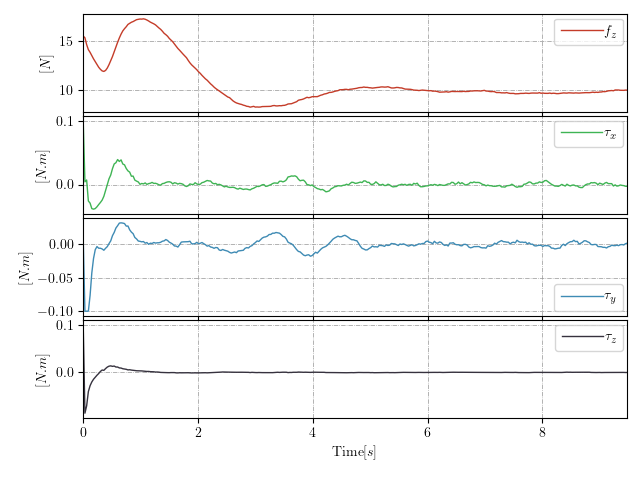 15
10
[N]
f_z
0.1
0.0
[N.m]
τ_x
0.00
−0.05
−0.10
[N.m]
τ_y
0.1
0.0
[N.m]
τ_z
0 2 4 6 8
Time[s]